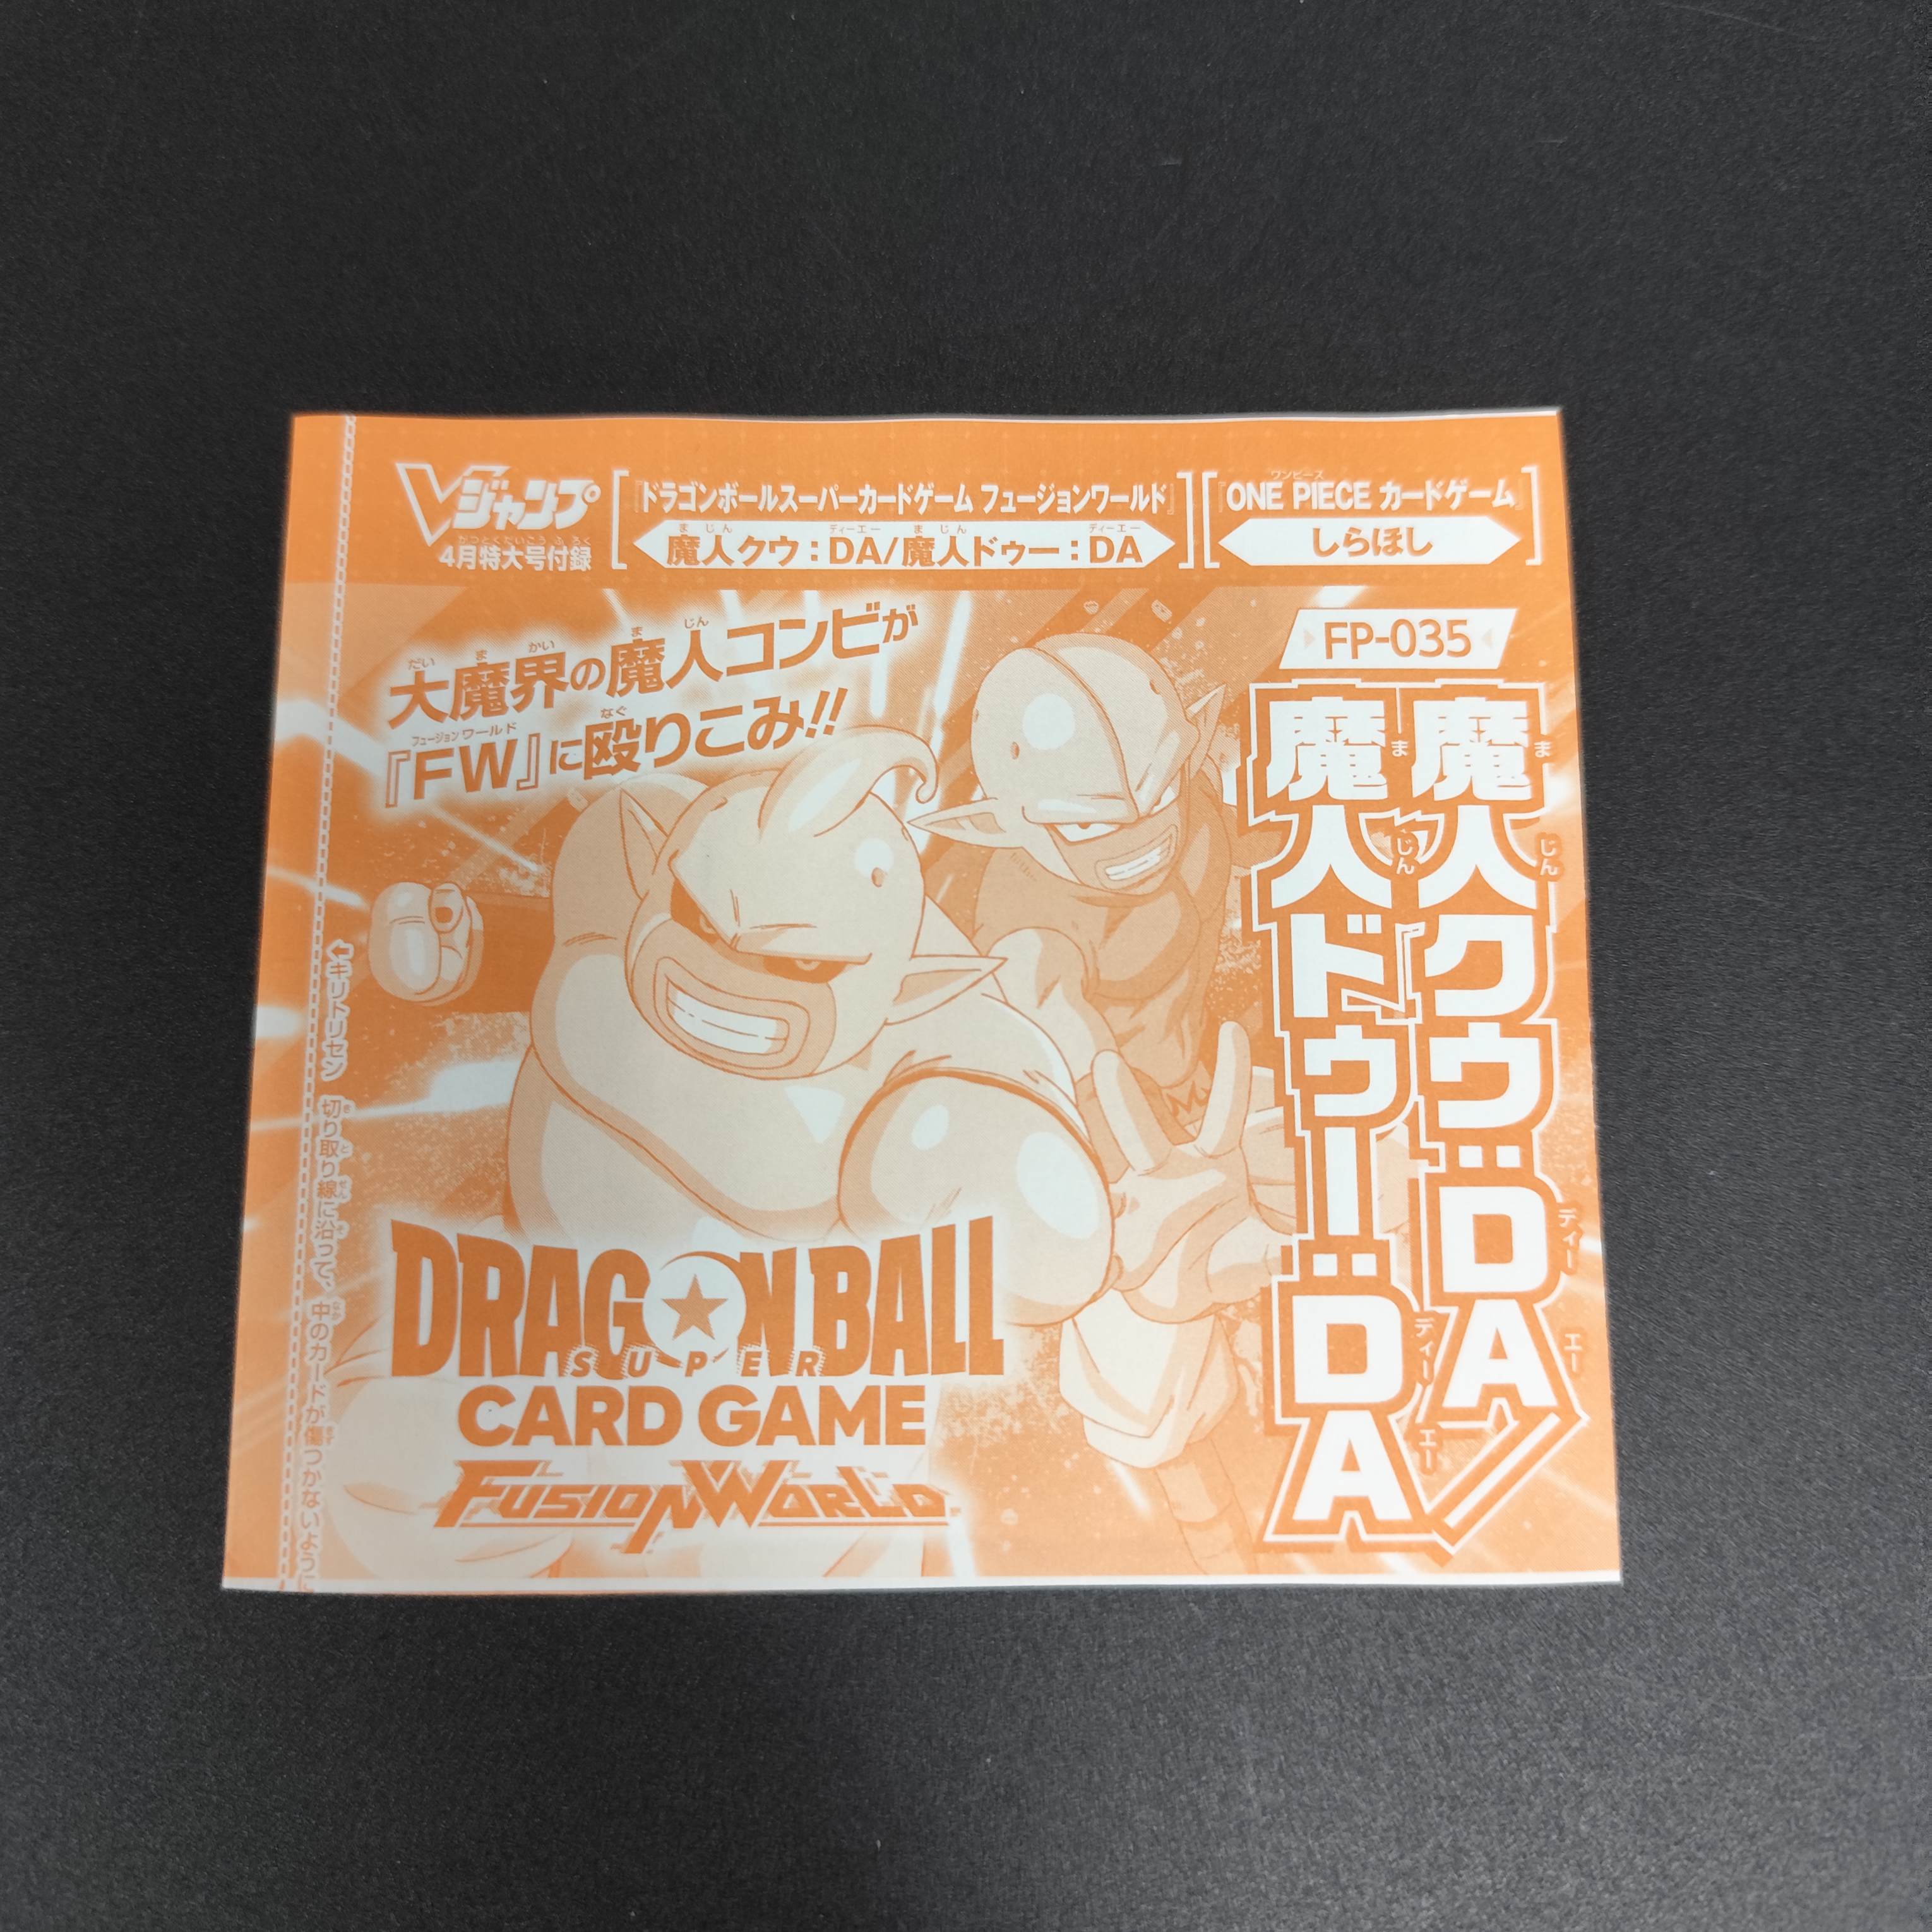 Vジャンプ
4月特大号付録
『ドラゴンボールスーパーカードゲーム フュージョンワールド』
魔人クウ：DA/魔人ドゥー：DA
『ONE PIECE カードゲーム』
しらほし
大魔界の魔人コンビが
『FW』に殴りこみ!!
FP-035
魔人クウ：DA/
魔人ドゥー：DA
DRAGON BALL
SUPER
CARD GAME
FUSION WORLD
←キリトリセン 切り取り線に沿って、中のカードが傷つかないように